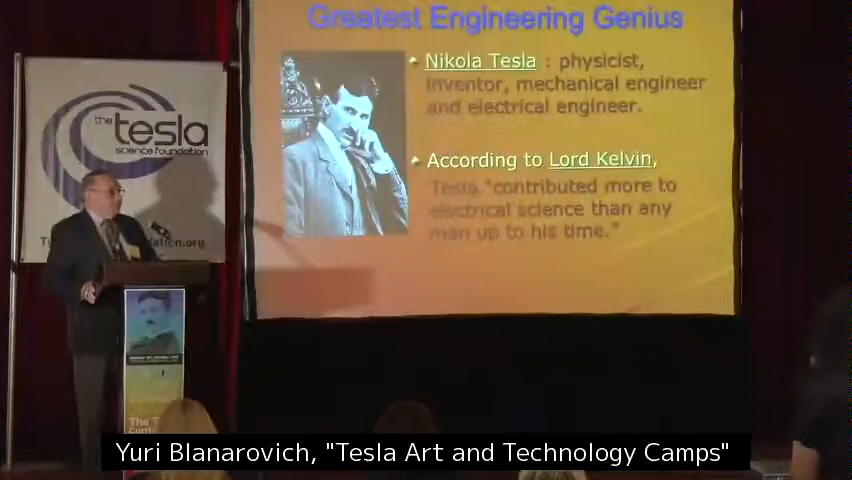 Greatest Engineering Genius
Nikola Tesla : physicist,
inventor, mechanical engineer
and electrical engineer.
According to Lord Kelvin,
Tesla "contributed more to
electrical science than any
man up to his time."
the tesla
science foundation
Yuri Blanarovich, "Tesla Art and Technology Camps"